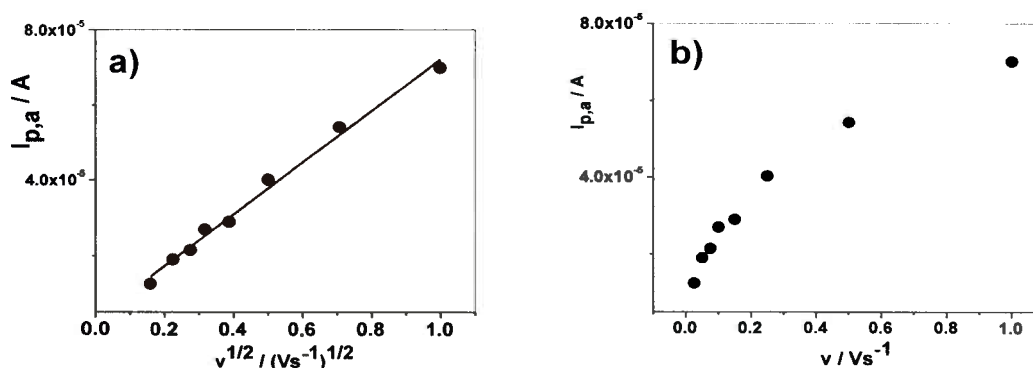 a)
I_p,a / A
8.0x10⁻⁵
4.0x10⁻⁵
0.0 0.2 0.4 0.6 0.8 1.0
v^1/2 / (Vs⁻¹)^1/2
b)
I_p,a / A
8.0x10⁻⁵
4.0x10⁻⁵
0.0 0.2 0.4 0.6 0.8 1.0
v / Vs⁻¹